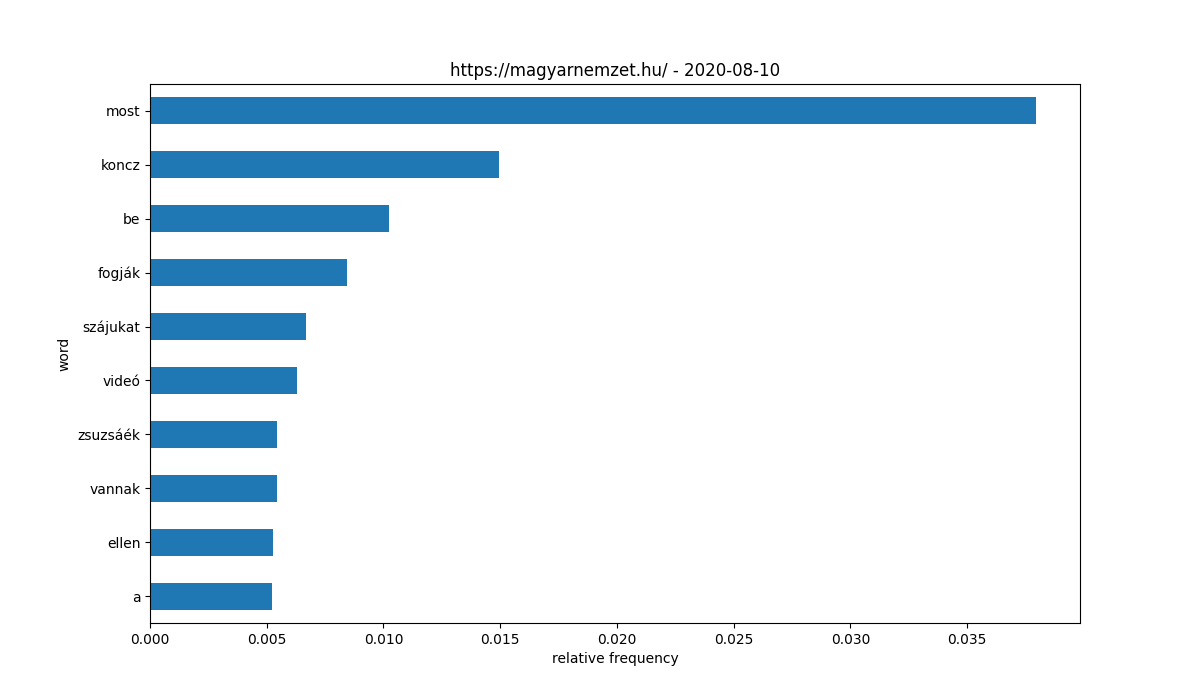 https://magyarnemzet.hu/ - 2020-08-10
most
koncz
be
fogják
szájukat
videó
zsuzsáék
vannak
ellen
a
word
0.000 0.005 0.010 0.015 0.020 0.025 0.030 0.035
relative frequency